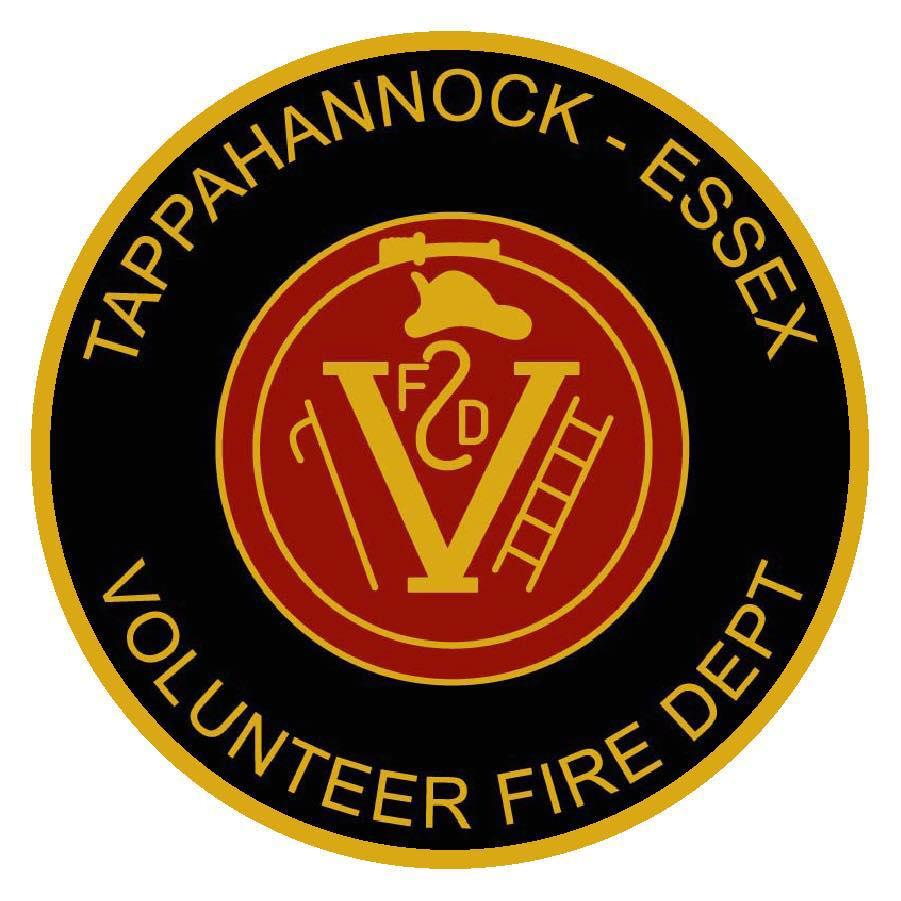 TAPPAHANNOCK - ESSEX
V
F
D
VOLUNTEER FIRE DEPT